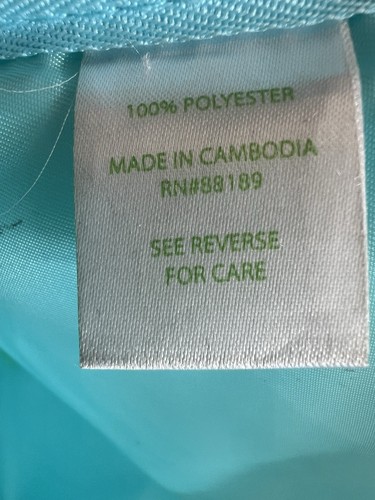 100% POLYESTER
MADE IN CAMBODIA
RN#88189
SEE REVERSE
FOR CARE